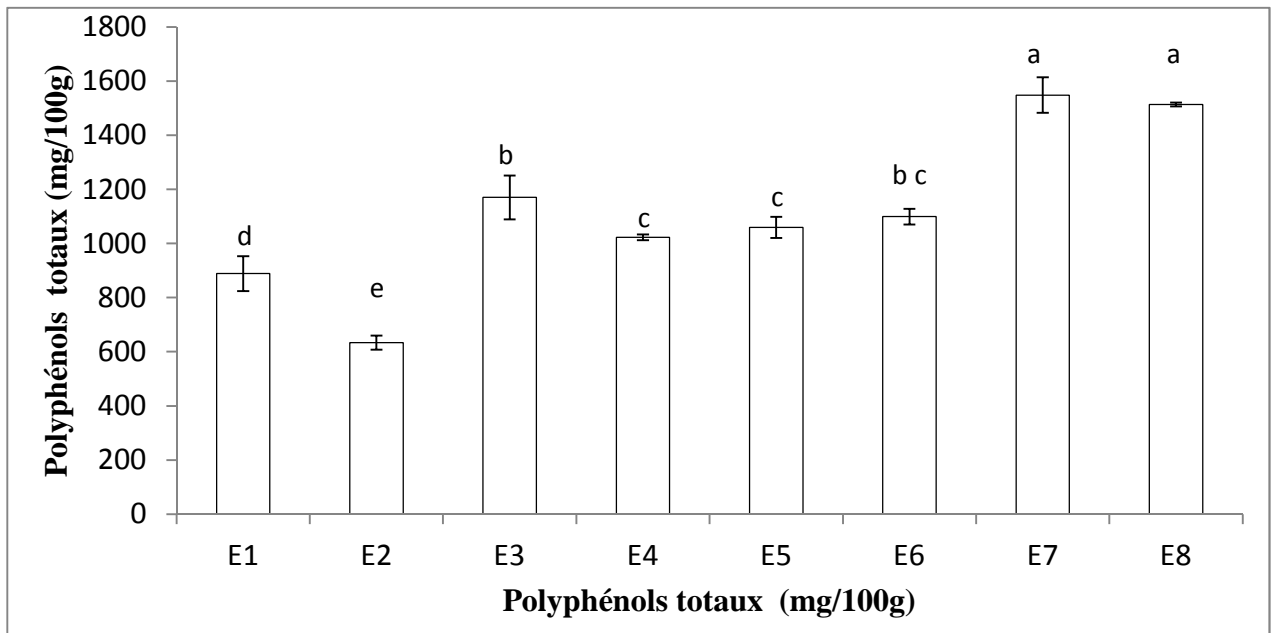 Polyphénols totaux (mg/100g)
1800
1600
1400
1200
1000
800
600
400
200
0
d
e
b
c
c
b c
a
a
E1 E2 E3 E4 E5 E6 E7 E8
Polyphénols totaux (mg/100g)